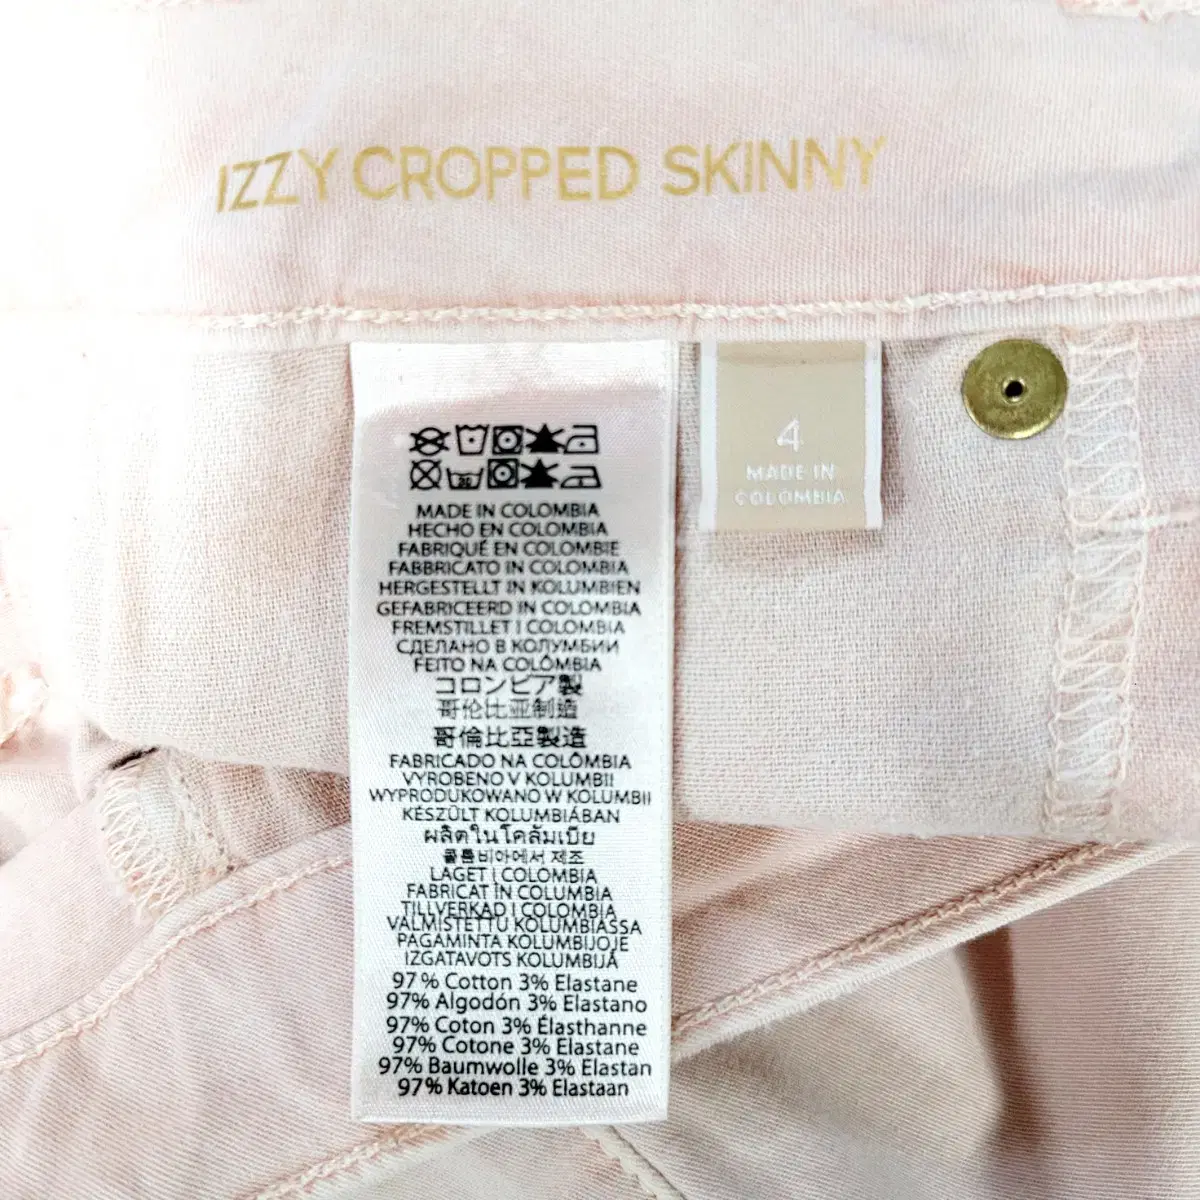 IZZY CROPPED SKINNY
4
MADE IN
COLOMBIA
MADE IN COLOMBIA
HECHO EN COLOMBIA
FABRIQUÉ EN COLOMBIE
FABBRICATO IN COLOMBIA
HERGESTELLT IN KOLUMBIEN
GEFABRICEERD IN COLOMBIA
FREMSTILLET I COLOMBIA
СДЕЛАНО В КОЛУМБИИ
FEITO NA COLÔMBIA
コロンビア製
哥伦比亚制造
哥倫比亞製造
FABRICADO NA COLÔMBIA
VYROBENO V KOLUMBII
WYPRODUKOWANO W KOLUMBII
KÉSZÜLT KOLUMBIÁBAN
ผลิตในโคลัมเบีย
콜롬비아에서 제조
LAGET I COLOMBIA
FABRICAT ÎN COLUMBIA
TILLVERKAD I COLOMBIA
VALMISTETTU KOLUMBIASSA
PAGAMINTA KOLUMBIJOJE
IZGATAVOTS KOLUMBIJĀ
97% Cotton 3% Elastane
97% Algodón 3% Elastano
97% Coton 3% Élasthanne
97% Cotone 3% Elastane
97% Baumwolle 3% Elastan
97% Katoen 3% Elastaan